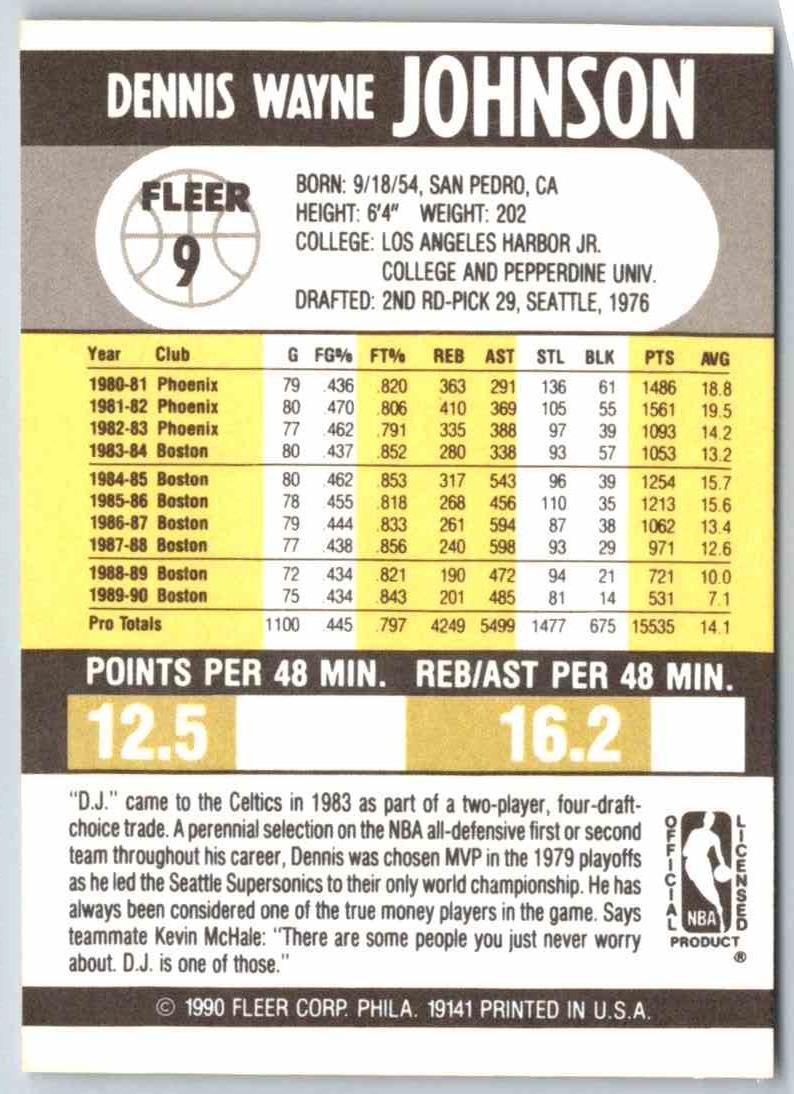 DENNIS WAYNE JOHNSON
FLEER
9
BORN: 9/18/54, SAN PEDRO, CA
HEIGHT: 6'4" WEIGHT: 202
COLLEGE: LOS ANGELES HARBOR JR.
COLLEGE AND PEPPERDINE UNIV.
DRAFTED: 2ND RD-PICK 29, SEATTLE, 1976
Year Club G FG% FT% REB AST STL BLK PTS AVG
1980-81 Phoenix 79 .436 .820 363 291 136 61 1486 18.8
1981-82 Phoenix 80 .470 .806 410 369 105 55 1561 19.5
1982-83 Phoenix 77 .462 .791 335 388 97 39 1093 14.2
1983-84 Boston 80 .437 .852 280 338 93 57 1053 13.2
1984-85 Boston 80 .462 .853 317 543 96 39 1254 15.7
1985-86 Boston 78 .455 .818 268 456 110 35 1213 15.6
1986-87 Boston 79 .444 .833 261 594 87 38 1062 13.4
1987-88 Boston 77 .438 .856 240 598 93 29 971 12.6
1988-89 Boston 72 .434 .821 190 472 94 21 721 10.0
1989-90 Boston 75 .434 .843 201 485 81 14 531 7.1
Pro Totals 1100 .445 .797 4249 5499 1477 675 15535 14.1
POINTS PER 48 MIN. REB/AST PER 48 MIN.
12.5 16.2
"D.J." came to the Celtics in 1983 as part of a two-player, four-draft-
choice trade. A perennial selection on the NBA all-defensive first or second
team throughout his career, Dennis was chosen MVP in the 1979 playoffs
as he led the Seattle Supersonics to their only world championship. He has
always been considered one of the true money players in the game. Says
teammate Kevin McHale: "There are some people you just never worry
about. D.J. is one of those."
OFFICIAL
LICENSED
NBA
PRODUCT
®
© 1990 FLEER CORP. PHILA. 19141 PRINTED IN U.S.A.